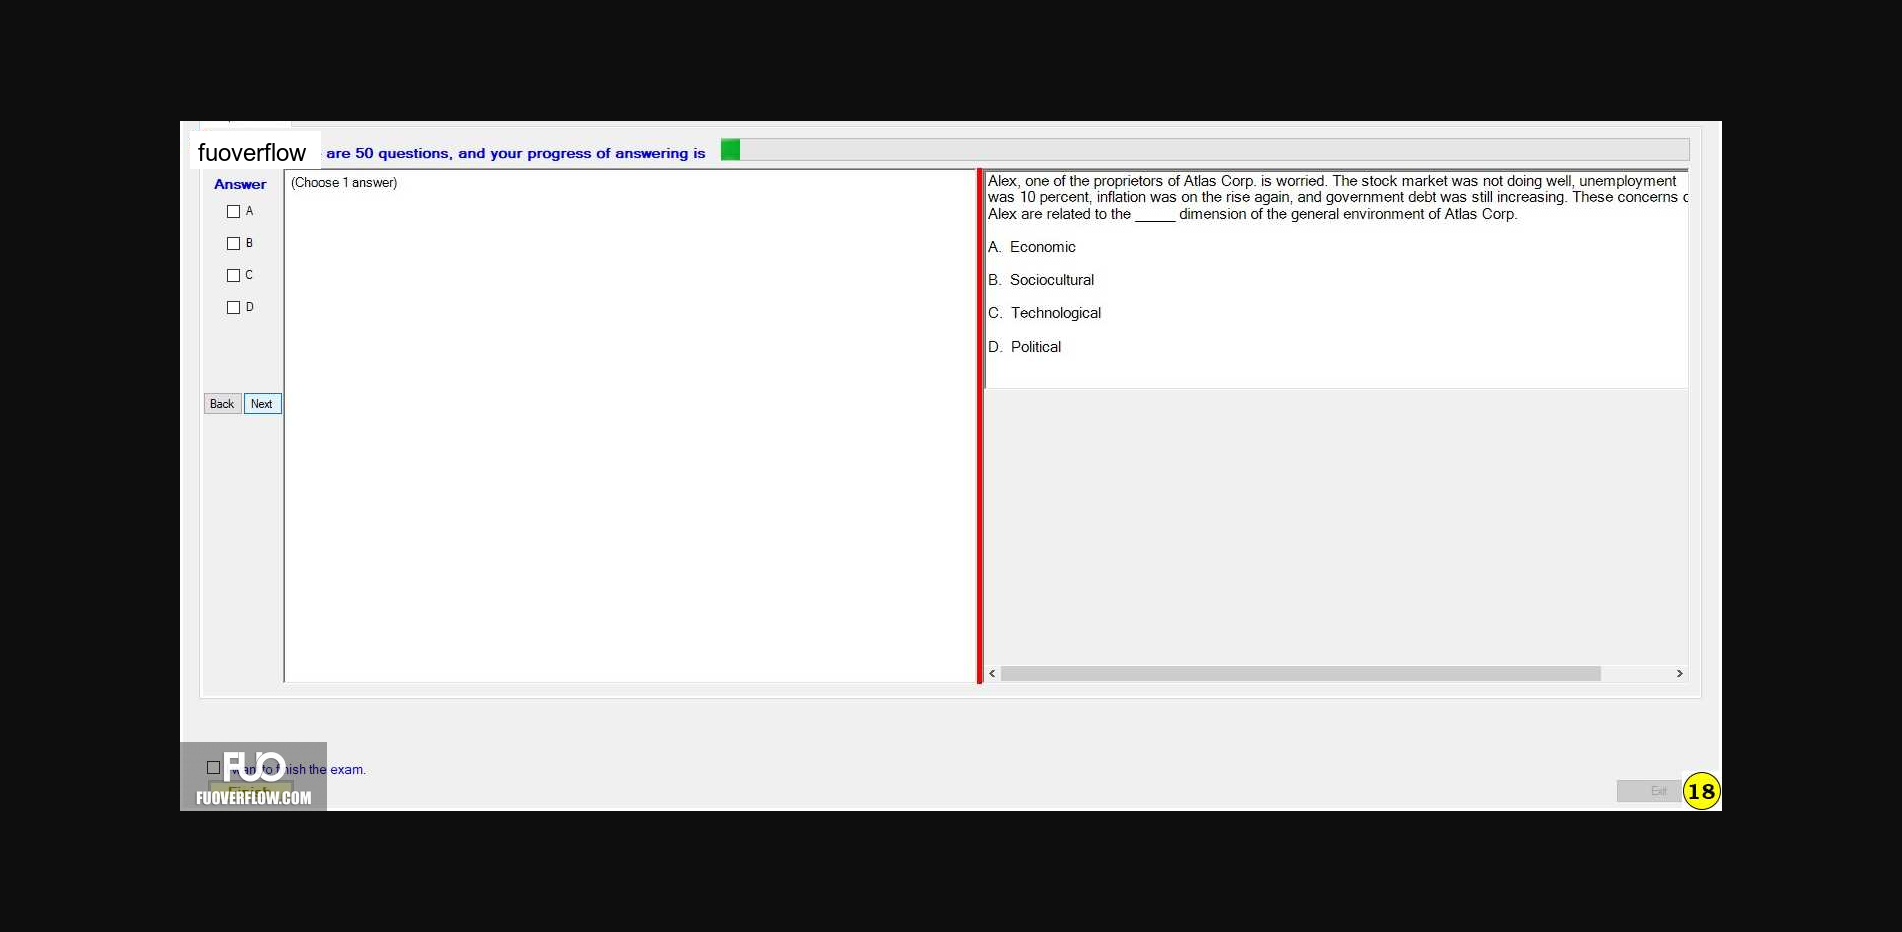 fuoverflow are 50 questions, and your progress of answering is
Answer
A
B
C
D
Back Next
(Choose 1 answer)
Alex, one of the proprietors of Atlas Corp. is worried. The stock market was not doing well, unemployment
was 10 percent, inflation was on the rise again, and government debt was still increasing. These concerns
Alex are related to the _____ dimension of the general environment of Atlas Corp.
A. Economic
B. Sociocultural
C. Technological
D. Political
FUO
want to finish the exam.
Finish
FUOVERFLOW.COM
Exit
18